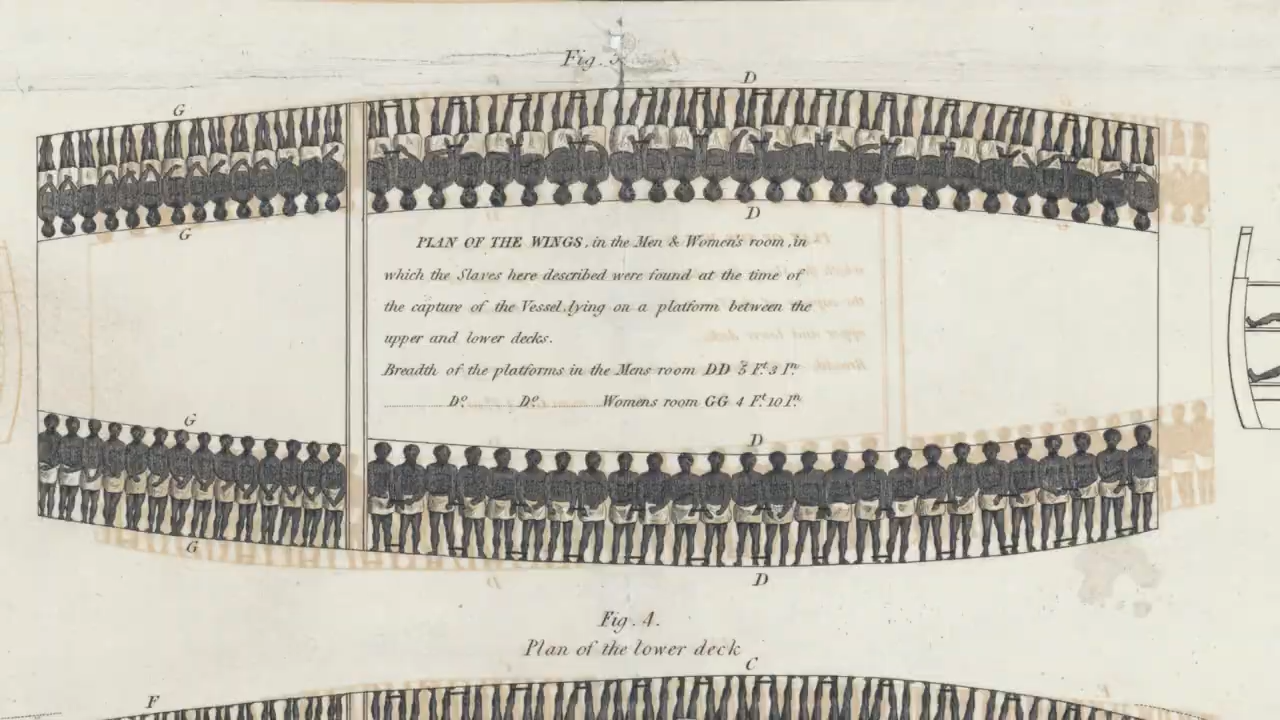 Fig. 3
D
G
D
G
PLAN OF THE WINGS, in the Men & Womens room, in
which the Slaves here described were found at the time of
the capture of the Vessel, lying on a platform between the
upper and lower decks.
Breadth of the platforms in the Mens room DD 5 Ft. 3 In.
Do. Do. Womens room GG 4 Ft. 10 In.
G
D
G
D
Fig. 4.
Plan of the lower deck
C
F